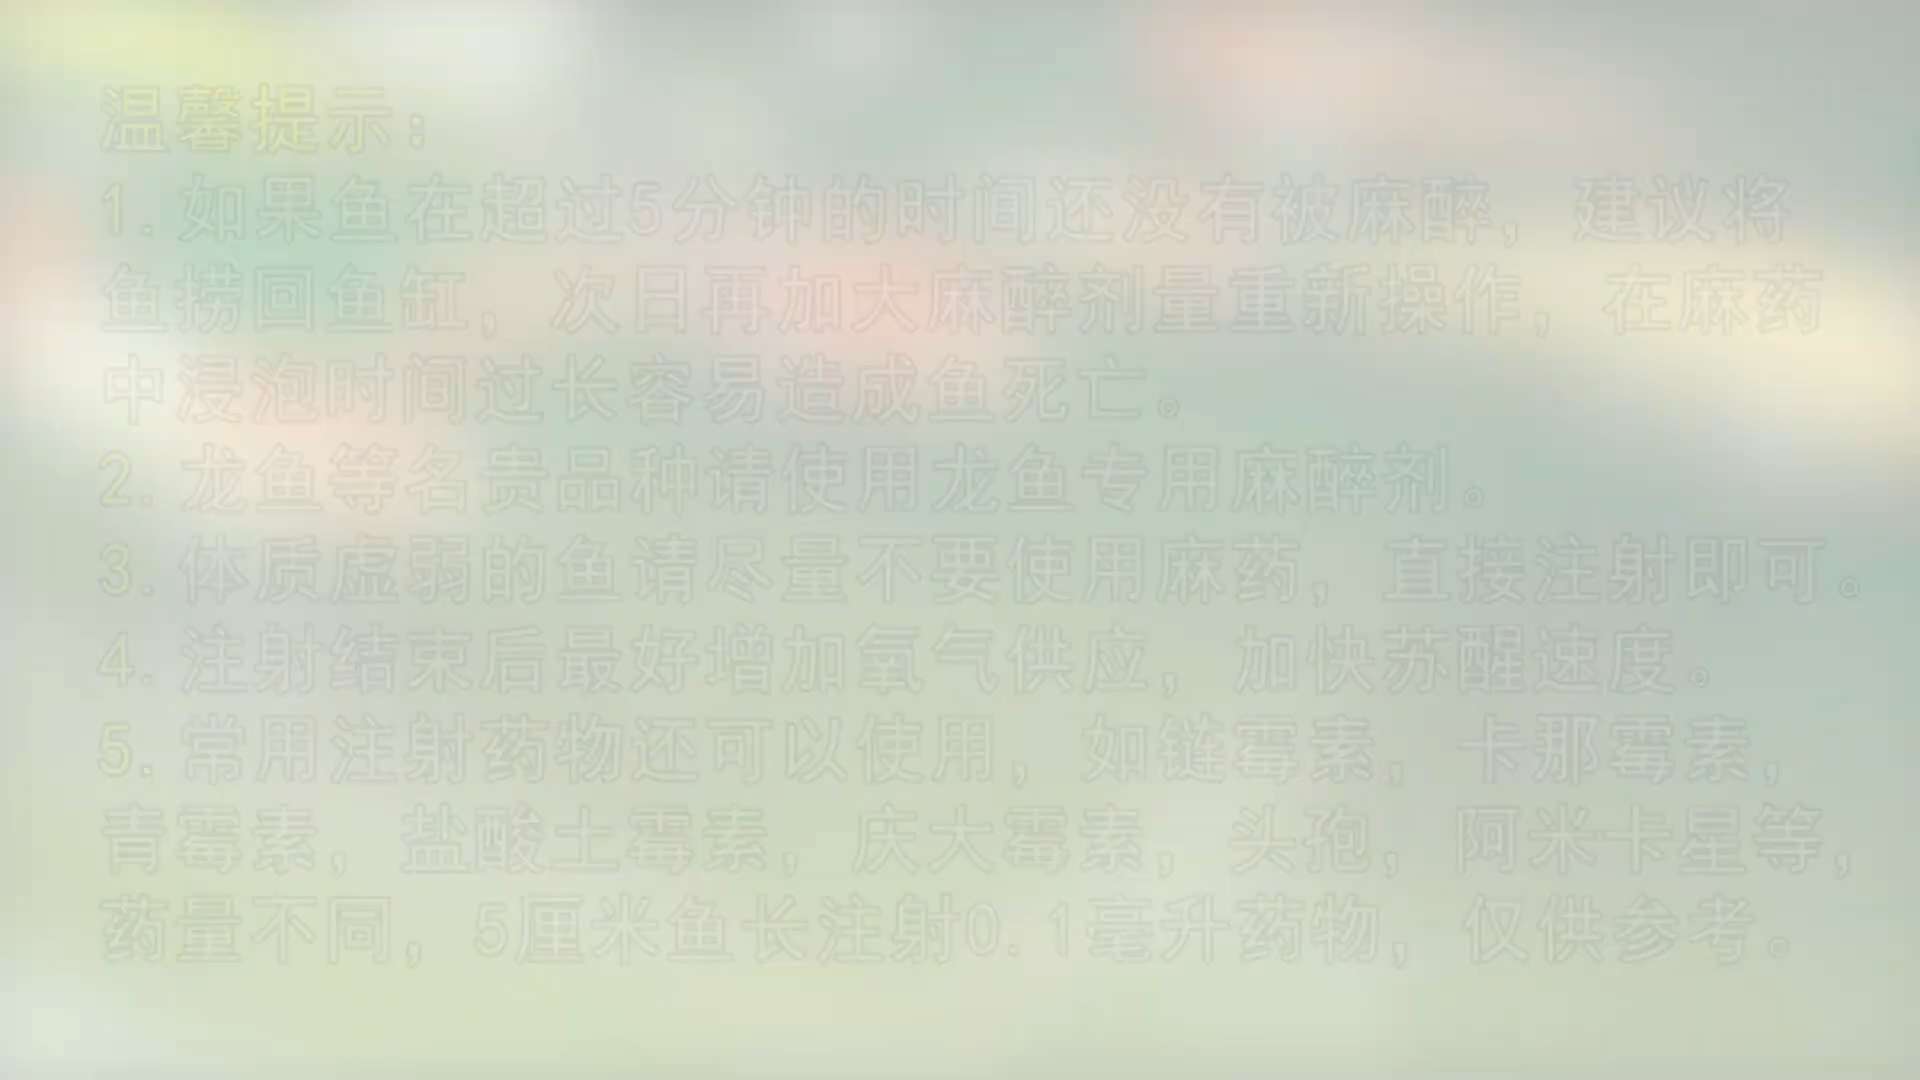 温馨提示：
1. 如果鱼在超过5分钟的时间还没有被麻醉，建议将
鱼捞回鱼缸，次日再加大麻醉剂量重新操作，在麻药
中浸泡时间过长容易造成鱼死亡。
2. 龙鱼等名贵品种请使用龙鱼专用麻醉剂。
3. 体质虚弱的鱼请尽量不要使用麻药，直接注射即可。
4. 注射结束后最好增加氧气供应，加快苏醒速度。
5. 常用注射药物还可以使用，如链霉素，卡那霉素，
青霉素，盐酸土霉素，庆大霉素，头孢，阿米卡星等，
药量不同，5厘米鱼长注射0.1毫升药物，仅供参考。